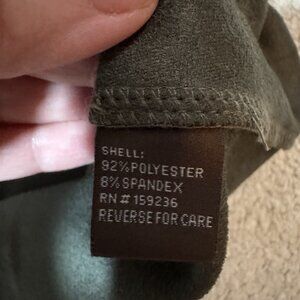 SHELL:
92% POLYESTER
8% SPANDEX
RN# 159236
REVERSE FOR CARE